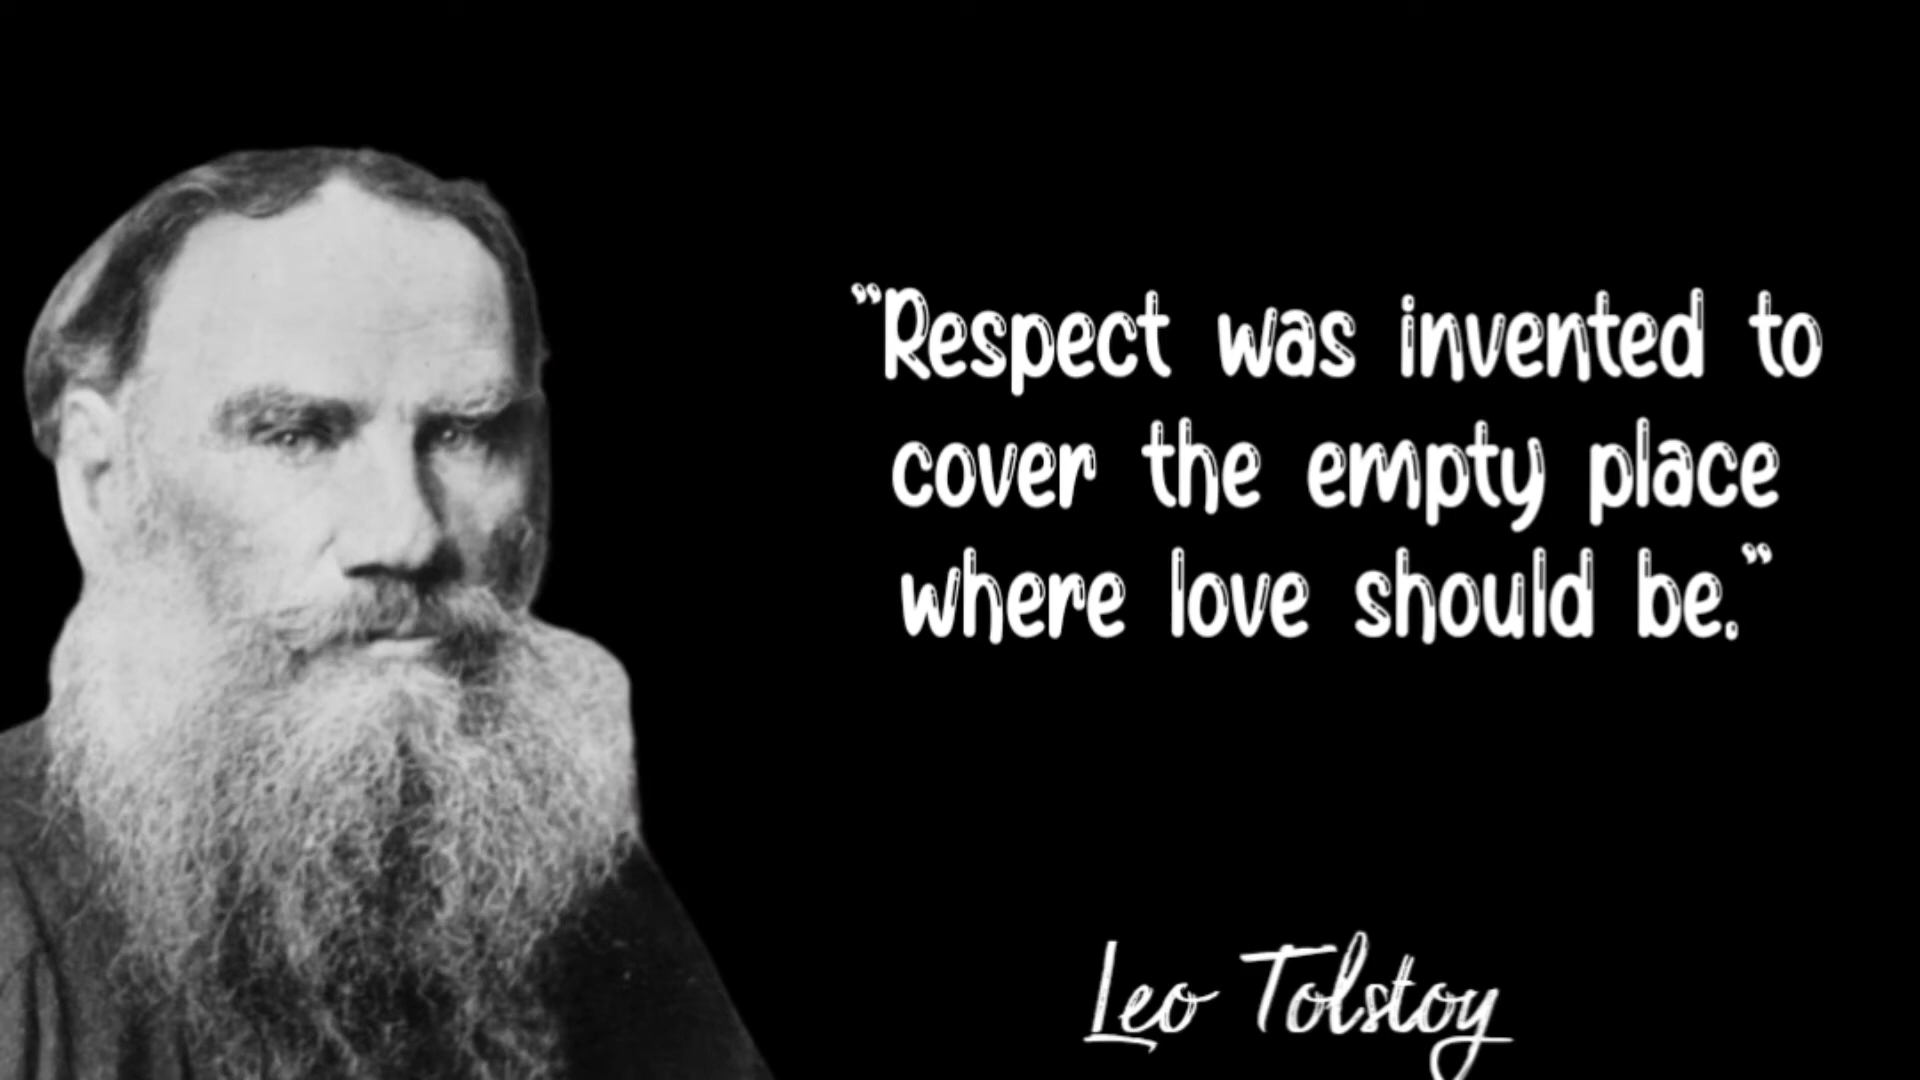 "Respect was invented to
cover the empty place
where love should be."
Leo Tolstoy